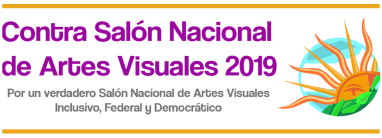 Contra Salón Nacional
de Artes Visuales 2019
Por un verdadero Salón Nacional de Artes Visuales
Inclusivo, Federal y Democrático